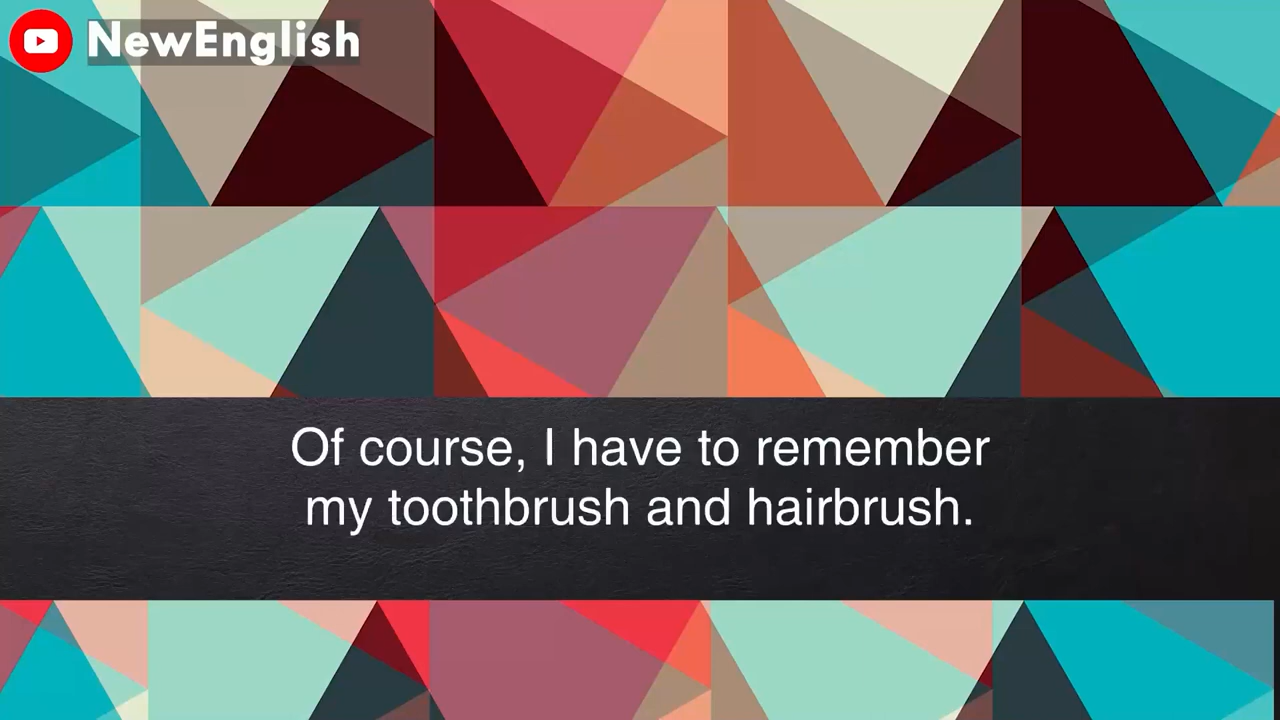 NewEnglish
Of course, I have to remember
my toothbrush and hairbrush.